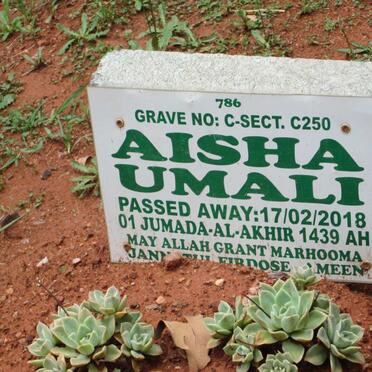 786
GRAVE NO: C-SECT. C250
AISHA
UMALI
PASSED AWAY:17/02/2018
01 JUMADA-AL-AKHIR 1439 AH
MAY ALLAH GRANT MARHOOMA
FIRDOSE